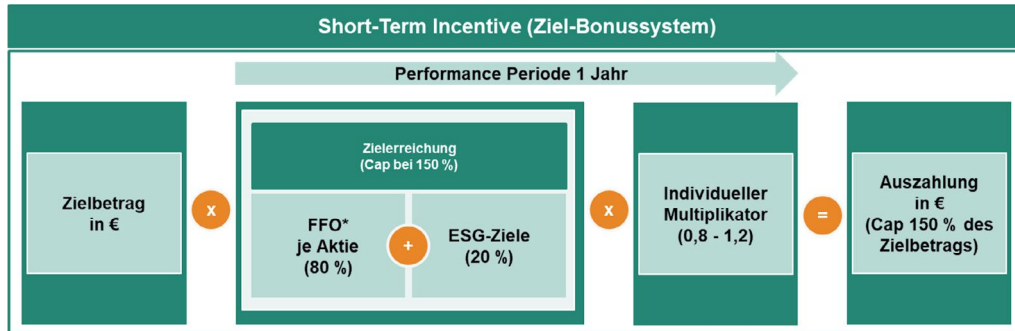 Short-Term Incentive (Ziel-Bonussystem)
Performance Periode 1 Jahr
Zielbetrag
in €
x
Zielerreichung
(Cap bei 150 %)
FFO*
je Aktie
(80 %)
+
ESG-Ziele
(20 %)
x
Individueller
Multiplikator
(0,8 - 1,2)
=
Auszahlung
in €
(Cap 150 % des
Zielbetrags)